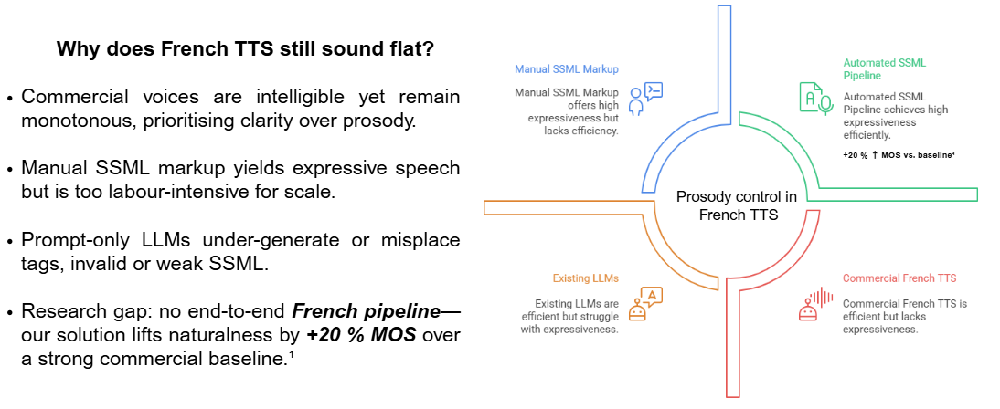 Why does French TTS still sound flat?
• Commercial voices are intelligible yet remain
monotonous, prioritising clarity over prosody.
• Manual SSML markup yields expressive speech
but is too labour-intensive for scale.
• Prompt-only LLMs under-generate or misplace
tags, invalid or weak SSML.
• Research gap: no end-to-end French pipeline—
our solution lifts naturalness by +20 % MOS over
a strong commercial baseline.¹
Manual SSML Markup
Manual SSML Markup
offers high
expressiveness but
lacks efficiency.
Automated SSML
Pipeline
Automated SSML
Pipeline achieves high
expressiveness
efficiently.
+20 % ↑ MOS vs. baseline¹
Prosody control in
French TTS
Existing LLMs
Existing LLMs are
efficient but struggle
with expressiveness.
Commercial French TTS
Commercial French TTS is
efficient but lacks
expressiveness.